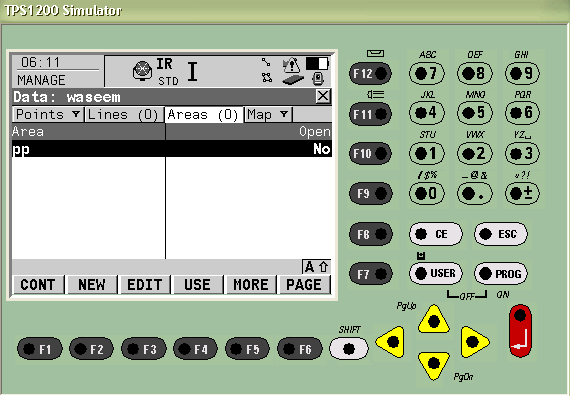 TPS1200 Simulator
06:11
MANAGE
IR
STD
I
Data: waseem
Points Lines (0) Areas (0) Map
Area Open
pp No
A
CONT NEW EDIT USE MORE PAGE
F1 F2 F3 F4 F5 F6 SHIFT
F12
F11
F10
F9
F8
F7
ABC DEF GHI
7 8 9
JKL MNO PQR
4 5 6
STU VWX YZ
1 2 3
/$% _@& *?!
0 . ±
CE ESC
USER PROG
OFF ON
PgUp
PgDn